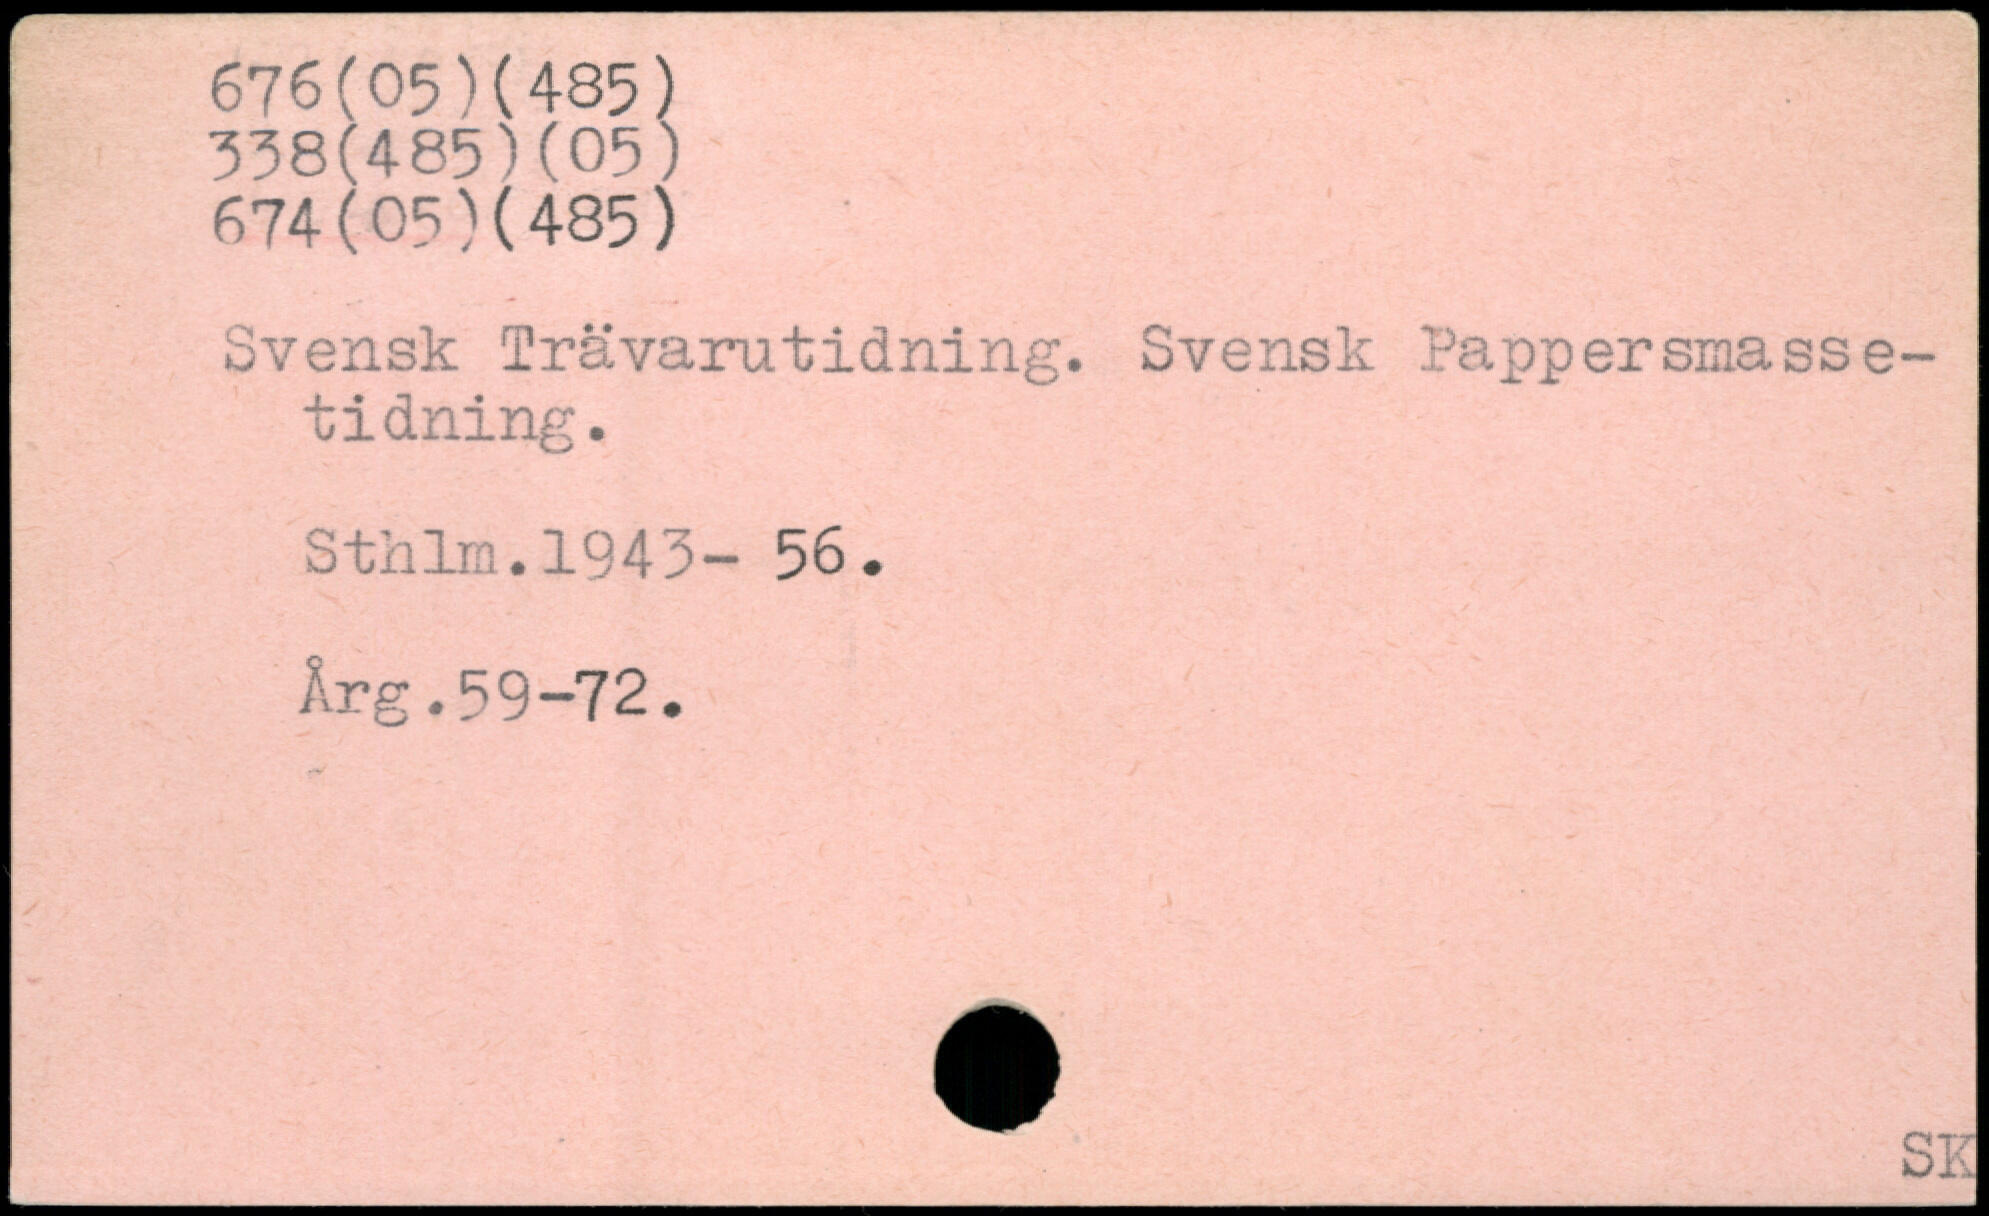 676(05)(485)
338(485)(05)
674(05)(485)
Svensk Trävarutidning. Svensk Pappersmasse-
tidning.
Sthlm.1943- 56.
Årg.59-72.
SK